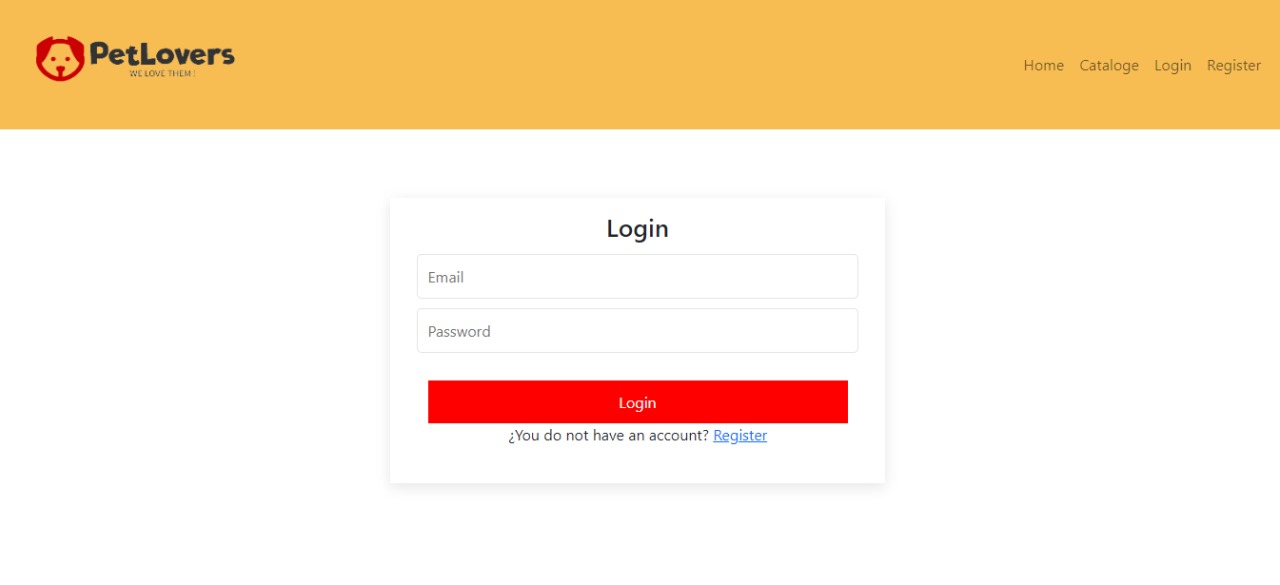 PetLovers
WE LOVE THEM !
Home Cataloge Login Register
Login
Email
Password
Login
¿You do not have an account? Register